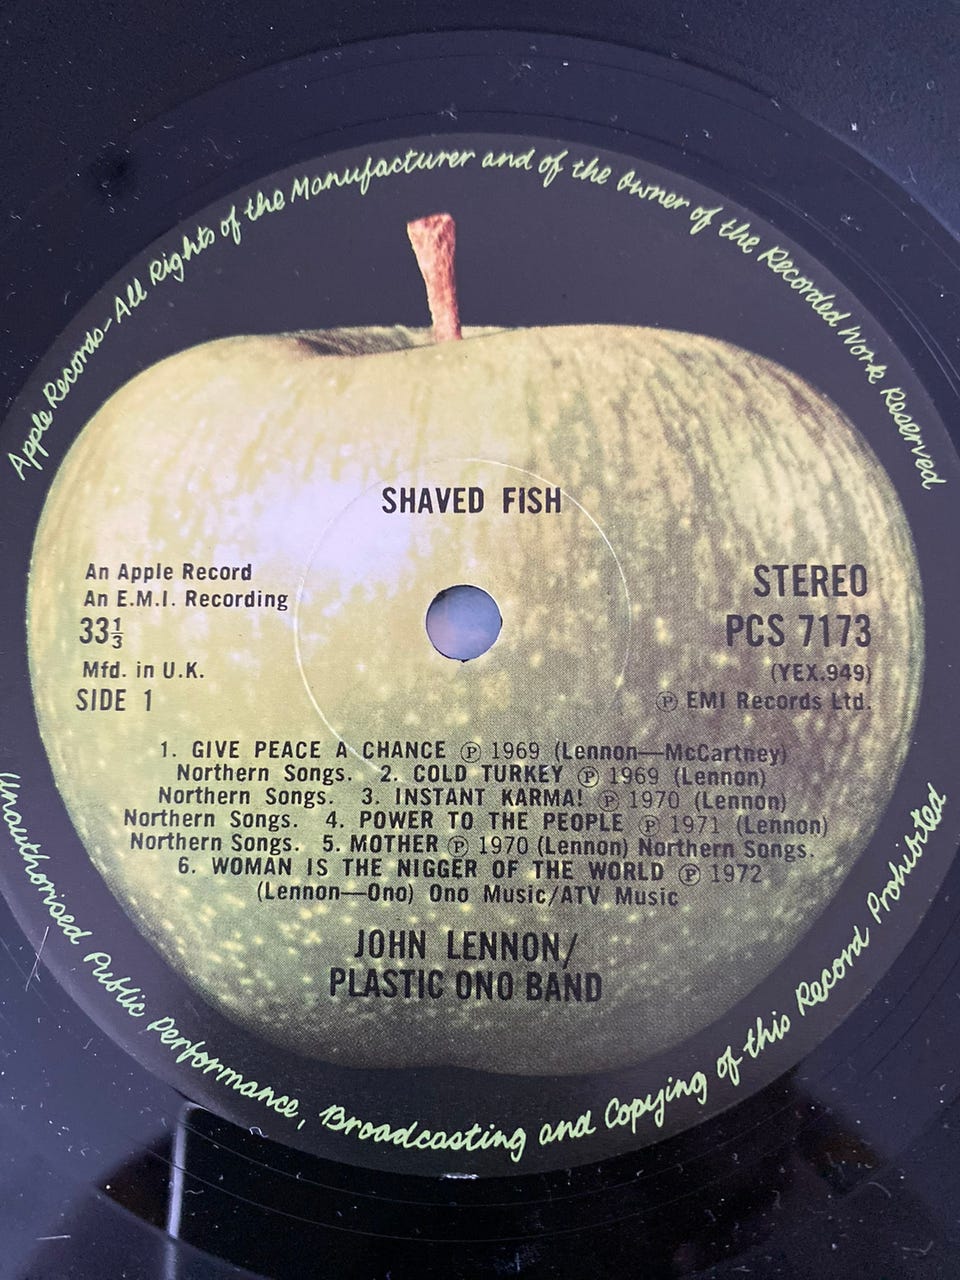 Apple Records-All Rights of the Manufacturer and of the Owner of the Recorded Work Reserved
SHAVED FISH
An Apple Record
An E.M.I. Recording
33⅓
Mfd. in U.K.
SIDE 1
STEREO
PCS 7173
(YEX.949)
Ⓟ EMI Records Ltd.
1. GIVE PEACE A CHANCE Ⓟ 1969 (Lennon—McCartney)
Northern Songs. 2. COLD TURKEY Ⓟ 1969 (Lennon)
Northern Songs. 3. INSTANT KARMA! Ⓟ 1970 (Lennon)
Northern Songs. 4. POWER TO THE PEOPLE Ⓟ 1971 (Lennon)
Northern Songs. 5. MOTHER Ⓟ 1970 (Lennon) Northern Songs.
6. WOMAN IS THE NIGGER OF THE WORLD Ⓟ 1972
(Lennon—Ono) Ono Music/ATV Music
JOHN LENNON/
PLASTIC ONO BAND
Unauthorised Public Performance, Broadcasting and Copying of this Record Prohibited